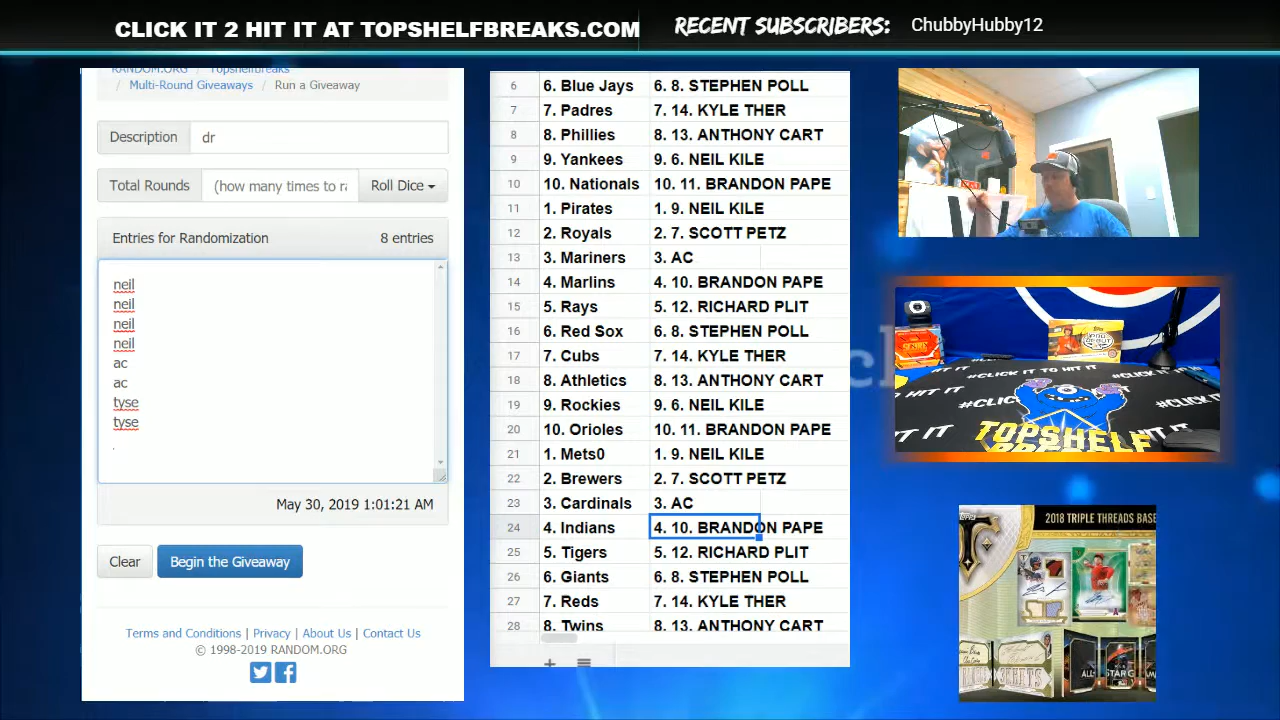 CLICK IT 2 HIT IT AT TOPSHELFBREAKS.COM
RECENT SUBSCRIBERS: ChubbyHubby12
RANDOM.ORG Topshelfbreaks
Multi-Round Giveaways > Run a Giveaway
Description dr
Total Rounds (how many times to ra Roll Dice
Entries for Randomization 8 entries
neil
neil
neil
neil
ac
ac
tyse
tyse
May 30, 2019 1:01:21 AM
Clear Begin the Giveaway
Terms and Conditions | Privacy | About Us | Contact Us
© 1998-2019 RANDOM.ORG
6 6. Blue Jays 6. 8. STEPHEN POLL
7 7. Padres 7. 14. KYLE THER
8 8. Phillies 8. 13. ANTHONY CART
9 9. Yankees 9. 6. NEIL KILE
10 10. Nationals 10. 11. BRANDON PAPE
11 1. Pirates 1. 9. NEIL KILE
12 2. Royals 2. 7. SCOTT PETZ
13 3. Mariners 3. AC
14 4. Marlins 4. 10. BRANDON PAPE
15 5. Rays 5. 12. RICHARD PLIT
16 6. Red Sox 6. 8. STEPHEN POLL
17 7. Cubs 7. 14. KYLE THER
18 8. Athletics 8. 13. ANTHONY CART
19 9. Rockies 9. 6. NEIL KILE
20 10. Orioles 10. 11. BRANDON PAPE
21 1. Mets0 1. 9. NEIL KILE
22 2. Brewers 2. 7. SCOTT PETZ
23 3. Cardinals 3. AC
24 4. Indians 4. 10. BRANDON PAPE
25 5. Tigers 5. 12. RICHARD PLIT
26 6. Giants 6. 8. STEPHEN POLL
27 7. Reds 7. 14. KYLE THER
28 8. Twins 8. 13. ANTHONY CART
#CLICK IT TO HIT IT
TOPSHELF
2018 TRIPLE THREADS BASE